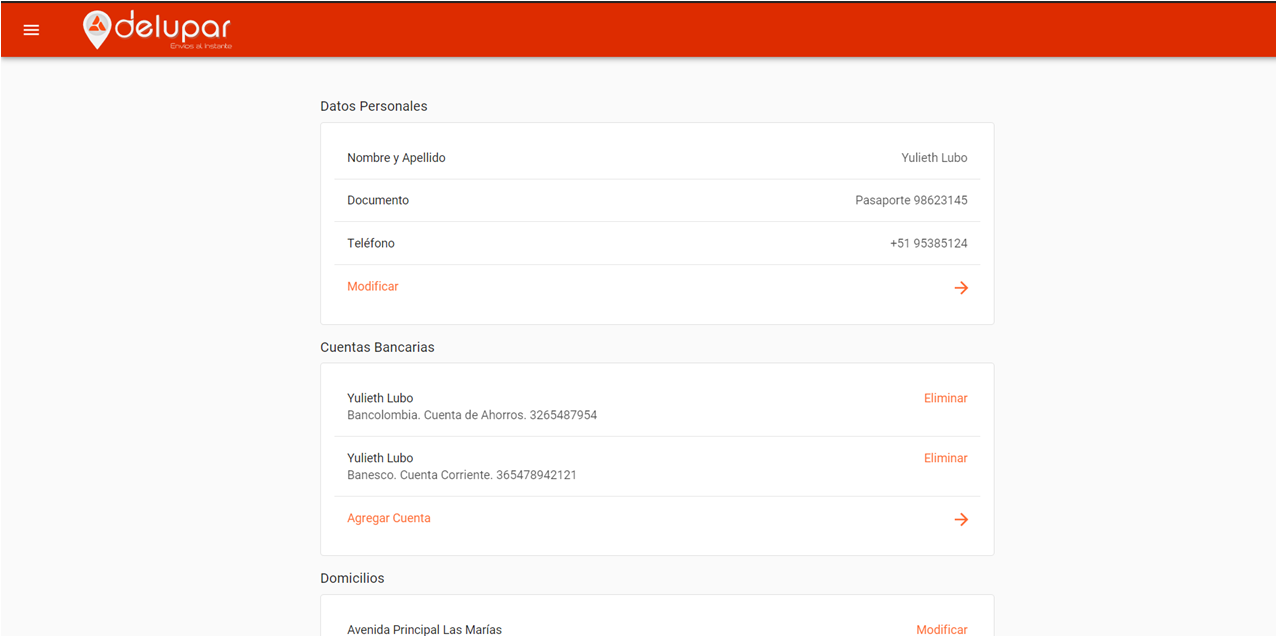 delupar
Envios al Instante
Datos Personales
Nombre y Apellido Yulieth Lubo
Documento Pasaporte 98623145
Teléfono +51 95385124
Modificar
Cuentas Bancarias
Yulieth Lubo Eliminar
Bancolombia. Cuenta de Ahorros. 3265487954
Yulieth Lubo Eliminar
Banesco. Cuenta Corriente. 365478942121
Agregar Cuenta
Domicilios
Avenida Principal Las Marías Modificar